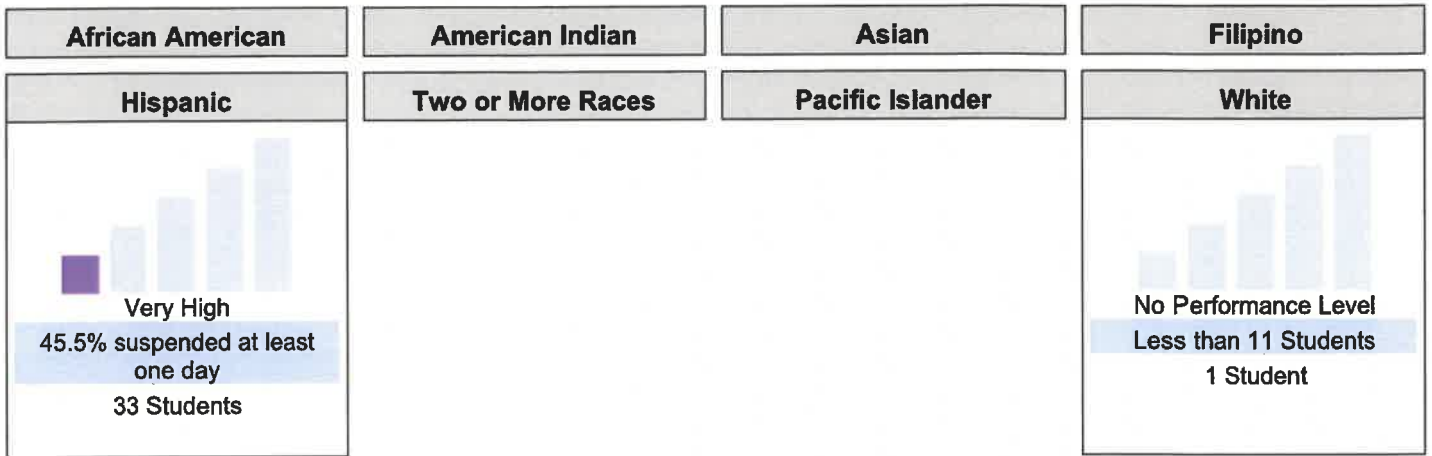 African American
American Indian
Asian
Filipino
Hispanic
Two or More Races
Pacific Islander
White
Very High
45.5% suspended at least
one day
33 Students
No Performance Level
Less than 11 Students
1 Student